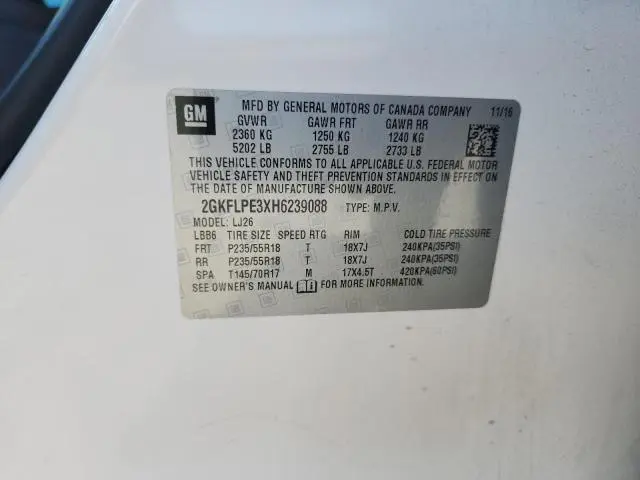 GM
MFD BY GENERAL MOTORS OF CANADA COMPANY 11/16
GVWR GAWR FRT GAWR RR
2360 KG 1250 KG 1240 KG
5202 LB 2755 LB 2733 LB
THIS VEHICLE CONFORMS TO ALL APPLICABLE U.S. FEDERAL MOTOR
VEHICLE SAFETY AND THEFT PREVENTION STANDARDS IN EFFECT ON
THE DATE OF MANUFACTURE SHOWN ABOVE.
2GKFLPE3XH6239088 TYPE: M.P.V.
MODEL: LJ26
LBB6 TIRE SIZE SPEED RTG RIM COLD TIRE PRESSURE
FRT P235/55R18 T 18X7J 240KPA(35PSI)
RR P235/55R18 T 18X7J 240KPA(35PSI)
SPA T145/70R17 M 17X4.5T 420KPA(60PSI)
SEE OWNER'S MANUAL FOR MORE INFORMATION